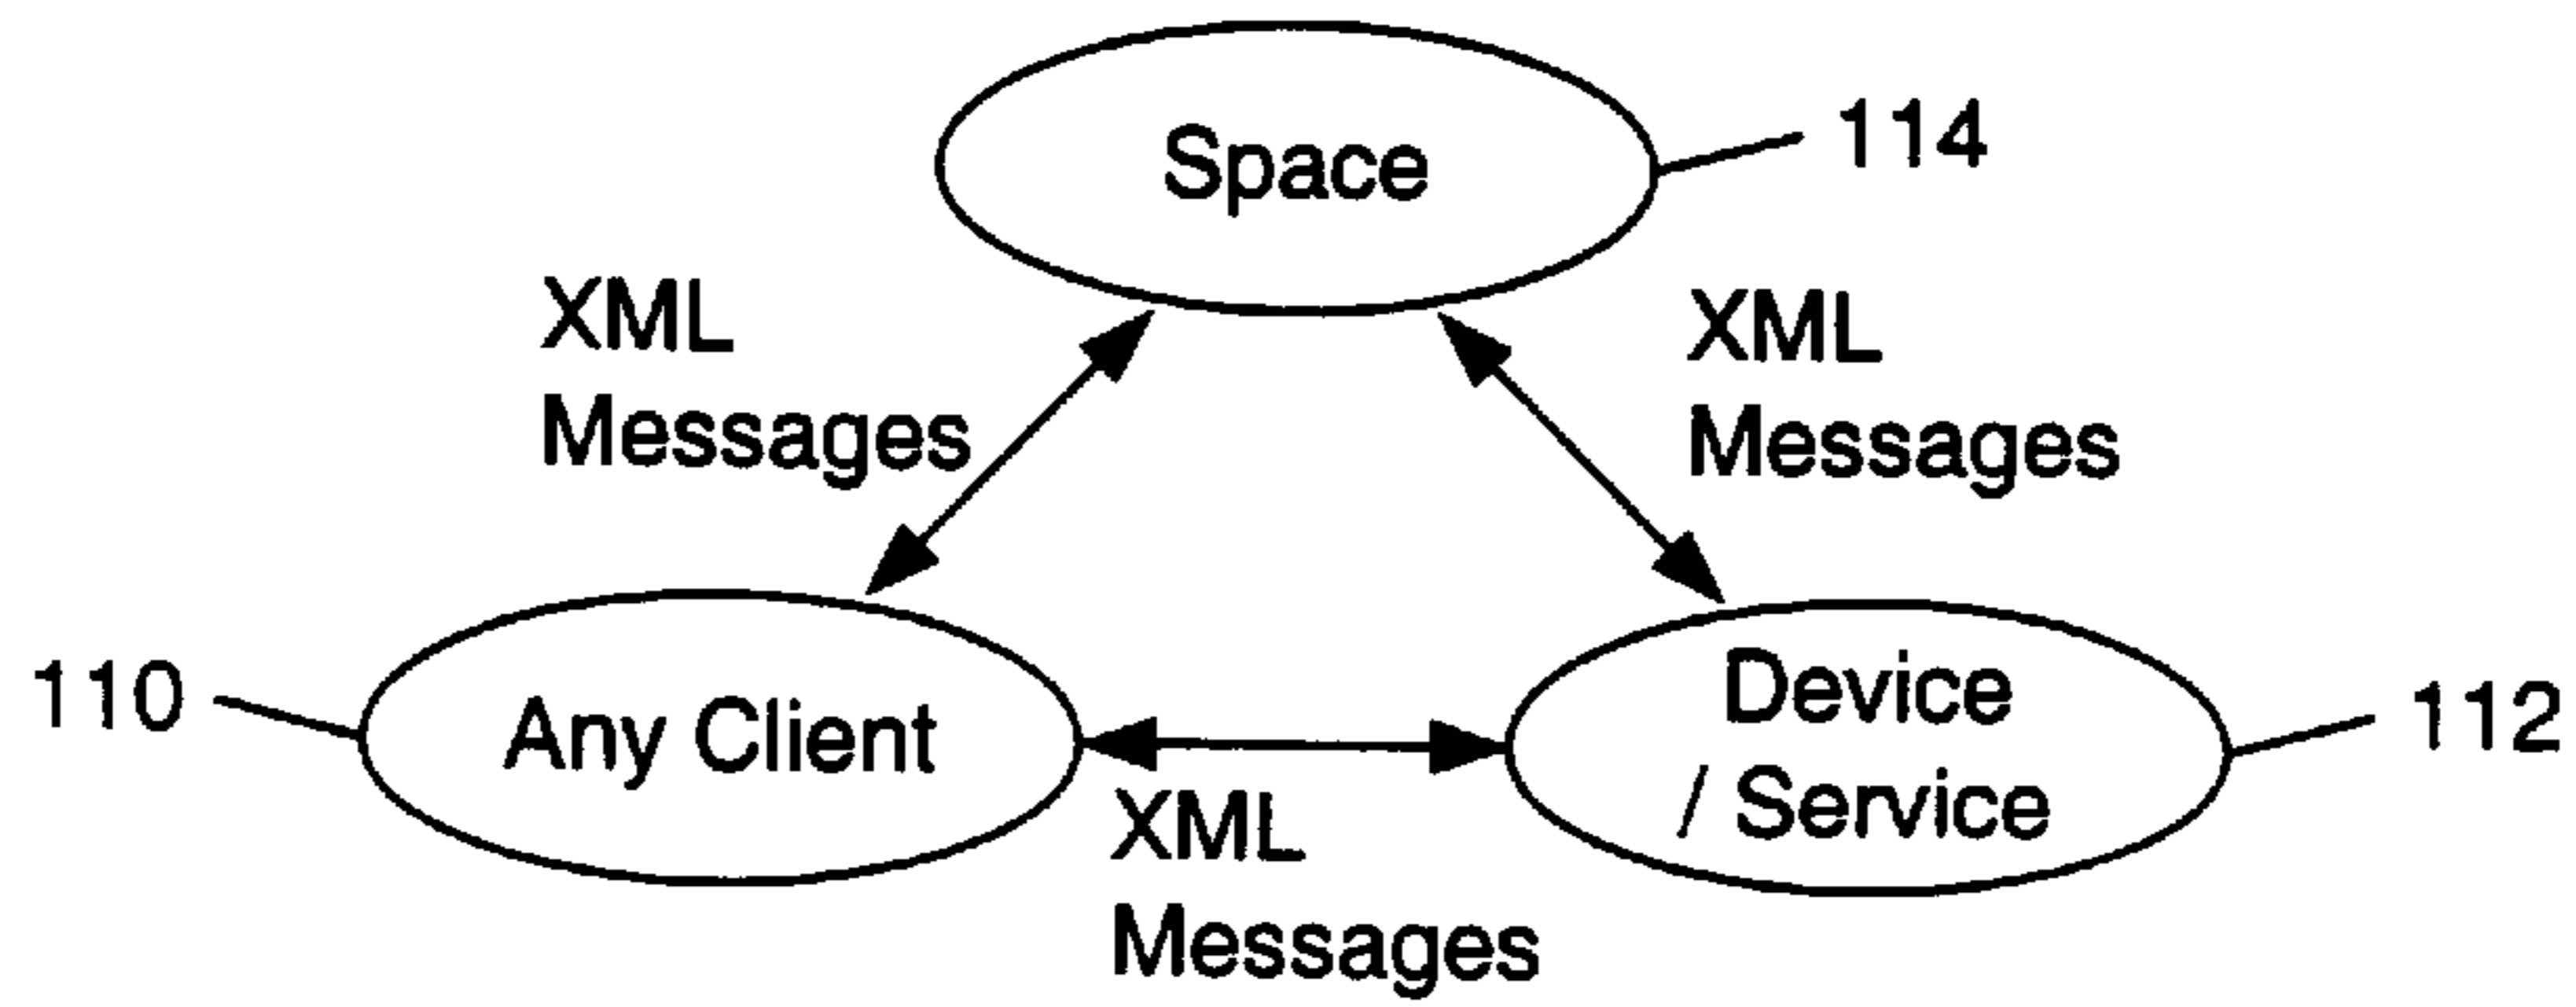 Space
114
XML
Messages
XML
Messages
110
Any Client
Device
/ Service
112
XML
Messages